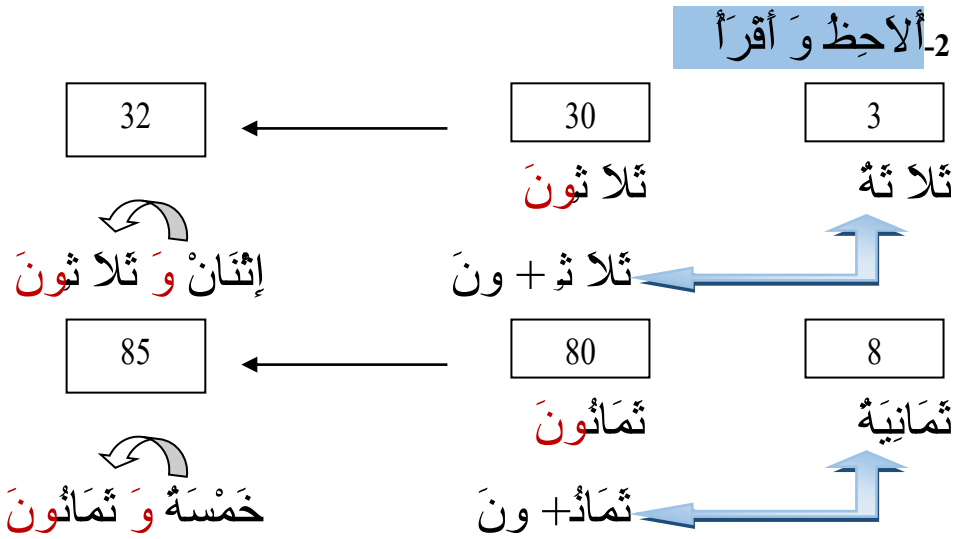 2-أُلاَحِظُ وَ أَقْرَأُ
3 30 32
ثَلاَ ثَةٌ ثَلاَ ثُونَ
ثَلاَ ثُ + ونَ إِثْنَانْ وَ ثَلاَ ثُونَ
8 80 85
ثَمَانِيَةٌ ثَمَانُونَ
ثَمَانُ+ ونَ خَمْسَةٌ وَ ثَمَانُونَ